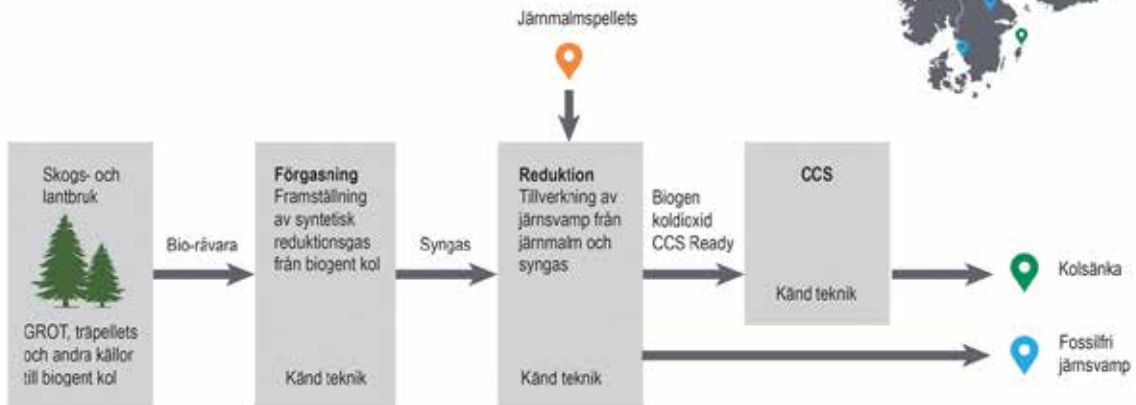 Järnmalmspellets
Skogs- och
lantbruk
GROT, träpellets
och andra källor
till biogent kol
Bio-råvara
Förgasning
Framställning
av syntetisk
reduktionsgas
från biogent kol
Känd teknik
Syngas
Reduktion
Tillverkning av
järnsvamp från
järnmalm och
syngas
Känd teknik
Biogen
koldioxid
CCS Ready
CCS
Känd teknik
Kolsänka
Fossilfri
järnsvamp